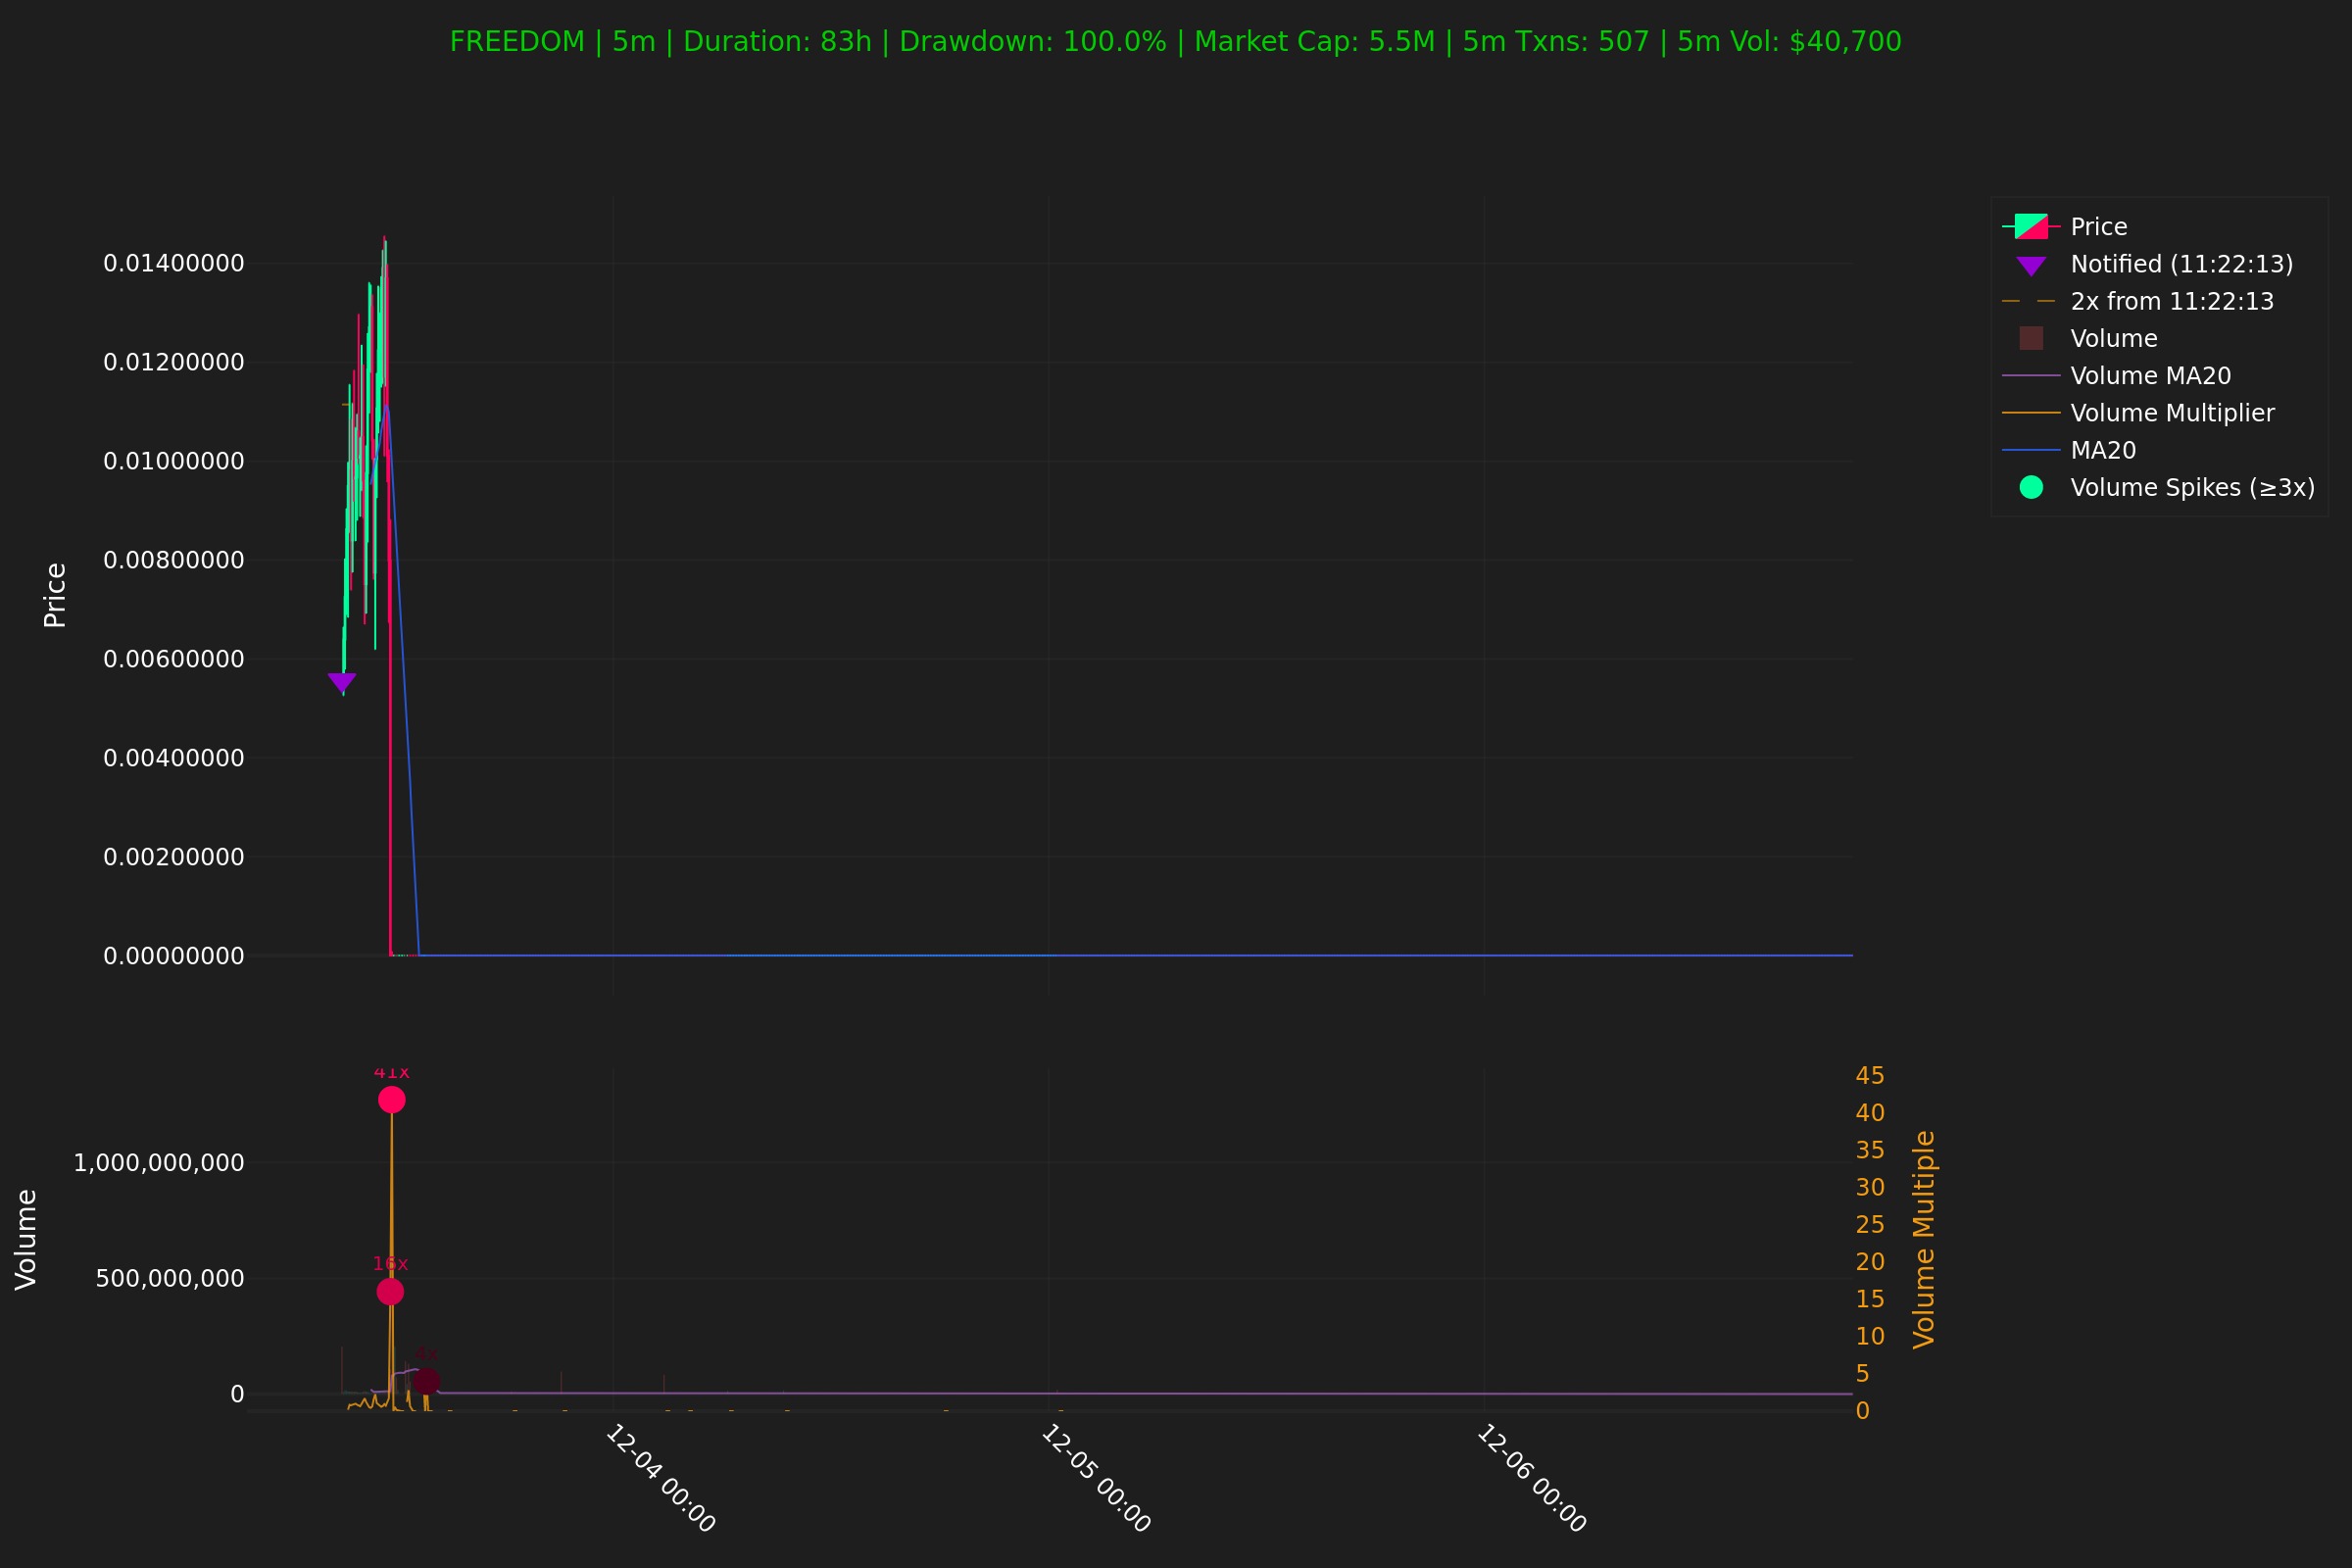 FREEDOM | 5m | Duration: 83h | Drawdown: 100.0% | Market Cap: 5.5M | 5m Txns: 507 | 5m Vol: $40,700
Price
0.01400000
0.01200000
0.01000000
0.00800000
0.00600000
0.00400000
0.00200000
0.00000000
Price
Notified (11:22:13)
2x from 11:22:13
Volume
Volume MA20
Volume Multiplier
MA20
Volume Spikes (≥3x)
Volume
1,000,000,000
500,000,000
0
41x
16x
4x
45
40
35
30
25
20
15
10
5
0
Volume Multiple
12-04 00:00
12-05 00:00
12-06 00:00